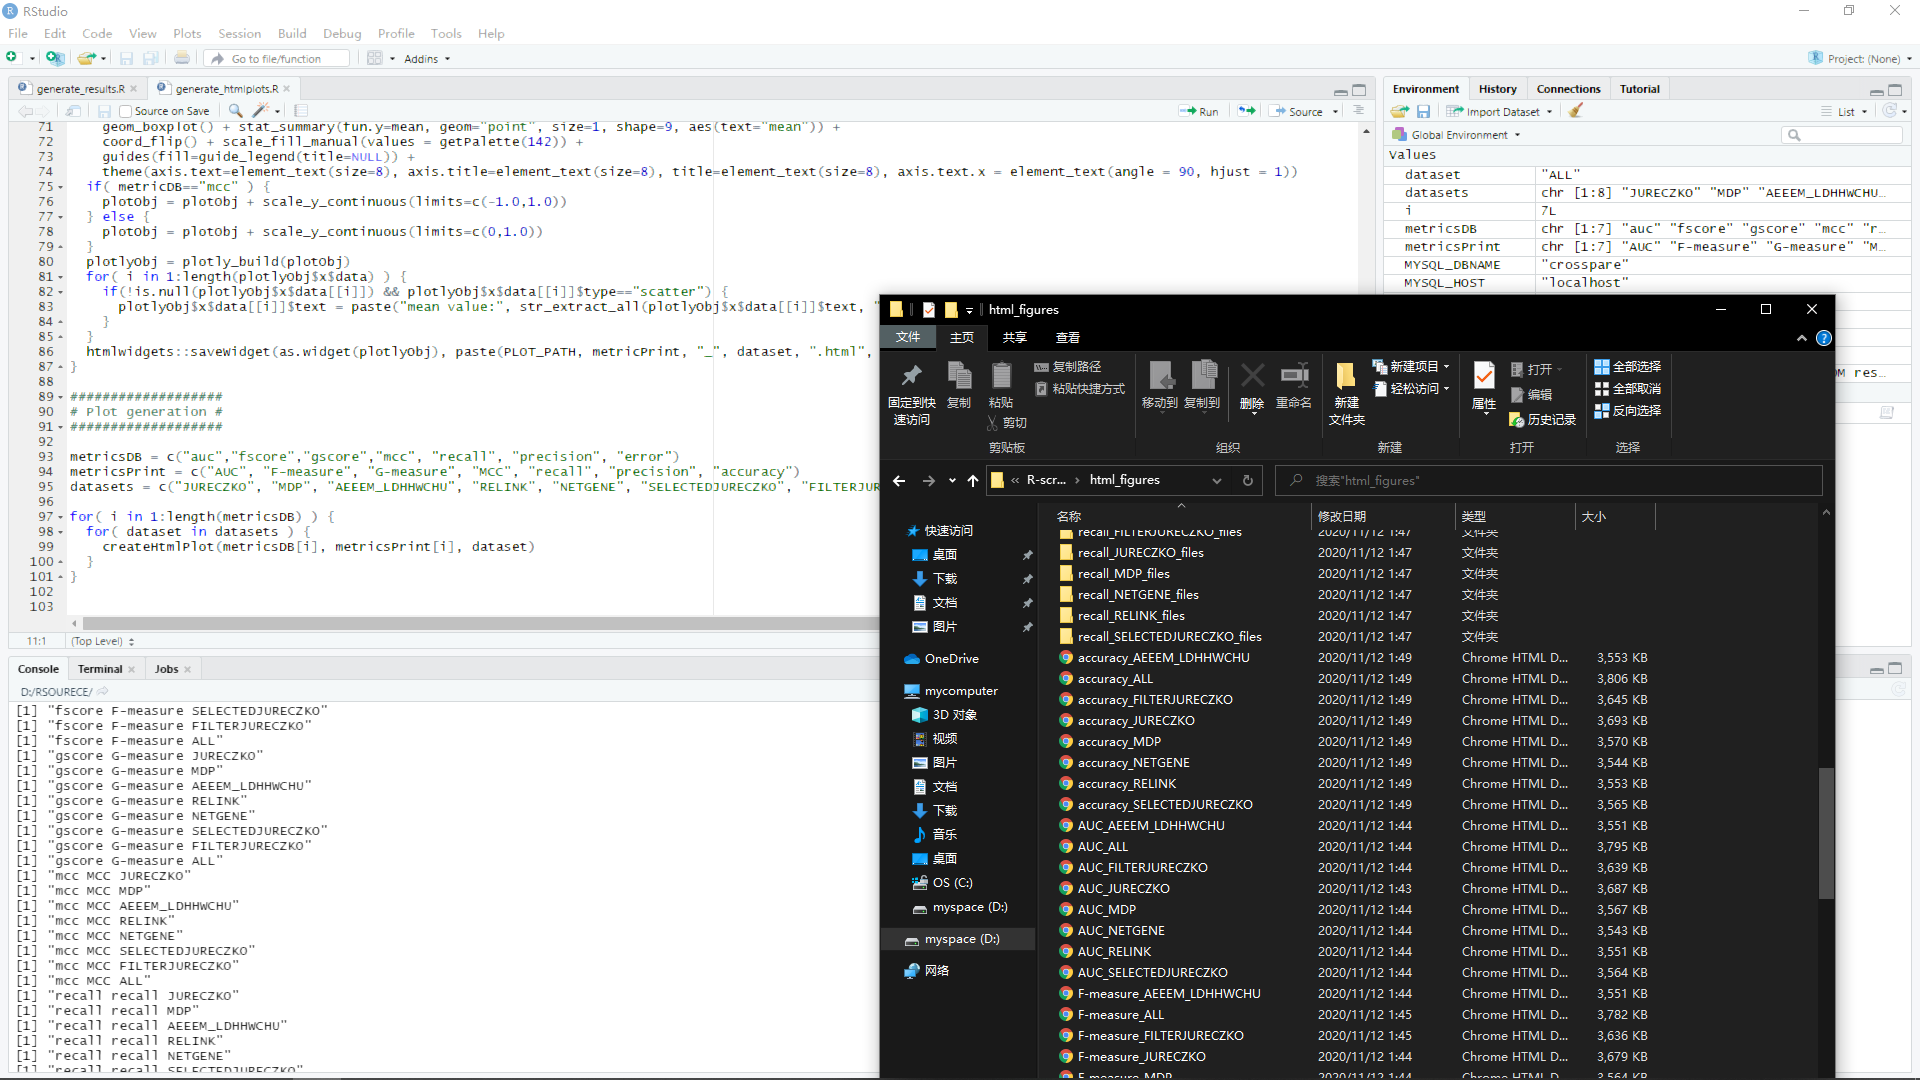 RStudio
File Edit Code View Plots Session Build Debug Profile Tools Help
Go to file/function Addins Project: (None)
generate_results.R generate_htmlplots.R
Source on Save Run Source
71 geom_boxplot() + stat_summary(fun.y=mean, geom="point", size=1, shape=9, aes(text="mean")) +
72 coord_flip() + scale_fill_manual(values = getPalette(142)) +
73 guides(fill=guide_legend(title=NULL)) +
74 theme(axis.text=element_text(size=8), axis.title=element_text(size=8), title=element_text(size=8), axis.text.x = element_text(angle = 90, hjust = 1))
75 if( metricDB=="mcc" ) {
76 plotObj = plotObj + scale_y_continuous(limits=c(-1.0,1.0))
77 } else {
78 plotObj = plotObj + scale_y_continuous(limits=c(0,1.0))
79 }
80 plotlyObj = plotly_build(plotObj)
81 for( i in 1:length(plotlyObj$x$data) ) {
82 if(!is.null(plotlyObj$x$data[[i]]) && plotlyObj$x$data[[i]]$type=="scatter") {
83 plotlyObj$x$data[[i]]$text = paste("mean value:", str_extract_all(plotlyObj$x$data[[i]]$text, "
84 }
85 }
86 htmlwidgets::saveWidget(as.widget(plotlyObj), paste(PLOT_PATH, metricPrint, "_", dataset, ".html",
87 }
88
89 ###################
90 # Plot generation #
91 ###################
92
93 metricsDB = c("auc","fscore","gscore","mcc", "recall", "precision", "error")
94 metricsPrint = c("AUC", "F-measure", "G-measure", "MCC", "recall", "precision", "accuracy")
95 datasets = c("JURECZKO", "MDP", "AEEEM_LDHHWCHU", "RELINK", "NETGENE", "SELECTEDJURECZKO", "FILTERJUR
96
97 for( i in 1:length(metricsDB) ) {
98 for( dataset in datasets ) {
99 createHtmlPlot(metricsDB[i], metricsPrint[i], dataset)
100 }
101 }
102
103
11:1 (Top Level)
Console Terminal Jobs
D:/RSOURECE/
[1] "fscore F-measure SELECTEDJURECZKO"
[1] "fscore F-measure FILTERJURECZKO"
[1] "fscore F-measure ALL"
[1] "gscore G-measure JURECZKO"
[1] "gscore G-measure MDP"
[1] "gscore G-measure AEEEM_LDHHWCHU"
[1] "gscore G-measure RELINK"
[1] "gscore G-measure NETGENE"
[1] "gscore G-measure SELECTEDJURECZKO"
[1] "gscore G-measure FILTERJURECZKO"
[1] "gscore G-measure ALL"
[1] "mcc MCC JURECZKO"
[1] "mcc MCC MDP"
[1] "mcc MCC AEEEM_LDHHWCHU"
[1] "mcc MCC RELINK"
[1] "mcc MCC NETGENE"
[1] "mcc MCC SELECTEDJURECZKO"
[1] "mcc MCC FILTERJURECZKO"
[1] "mcc MCC ALL"
[1] "recall recall JURECZKO"
[1] "recall recall MDP"
[1] "recall recall AEEEM_LDHHWCHU"
[1] "recall recall RELINK"
[1] "recall recall NETGENE"
[1] "recall recall SELECTEDJURECZKO"
Environment History Connections Tutorial
Import Dataset List
Global Environment
Values
dataset "ALL"
datasets chr [1:8] "JURECZKO" "MDP" "AEEEM_LDHHWCHU…
i 7L
metricsDB chr [1:7] "auc" "fscore" "gscore" "mcc" "r…
metricsPrint chr [1:7] "AUC" "F-measure" "G-measure" "M…
MYSQL_DBNAME "crosspare"
MYSQL_HOST "localhost"
OM res…
html_figures
文件 主页 共享 查看
固定到快速访问 复制 粘贴 复制路径 粘贴快捷方式 剪切 剪贴板
移动到 复制到 删除 重命名 组织
新建文件夹 新建项目 轻松访问 新建
属性 打开 编辑 历史记录 打开
全部选择 全部取消 反向选择 选择
« R-scr... › html_figures 搜索"html_figures"
快速访问
桌面
下载
文档
图片
OneDrive
mycomputer
3D 对象
视频
图片
文档
下载
音乐
桌面
OS (C:)
myspace (D:)
myspace (D:)
网络
名称 修改日期 类型 大小
recall_FILTERJURECZKO_files 2020/11/12 1:47 文件夹
recall_JURECZKO_files 2020/11/12 1:47 文件夹
recall_MDP_files 2020/11/12 1:47 文件夹
recall_NETGENE_files 2020/11/12 1:47 文件夹
recall_RELINK_files 2020/11/12 1:47 文件夹
recall_SELECTEDJURECZKO_files 2020/11/12 1:47 文件夹
accuracy_AEEEM_LDHHWCHU 2020/11/12 1:49 Chrome HTML D... 3,553 KB
accuracy_ALL 2020/11/12 1:49 Chrome HTML D... 3,806 KB
accuracy_FILTERJURECZKO 2020/11/12 1:49 Chrome HTML D... 3,645 KB
accuracy_JURECZKO 2020/11/12 1:49 Chrome HTML D... 3,693 KB
accuracy_MDP 2020/11/12 1:49 Chrome HTML D... 3,570 KB
accuracy_NETGENE 2020/11/12 1:49 Chrome HTML D... 3,544 KB
accuracy_RELINK 2020/11/12 1:49 Chrome HTML D... 3,553 KB
accuracy_SELECTEDJURECZKO 2020/11/12 1:49 Chrome HTML D... 3,565 KB
AUC_AEEEM_LDHHWCHU 2020/11/12 1:44 Chrome HTML D... 3,551 KB
AUC_ALL 2020/11/12 1:44 Chrome HTML D... 3,795 KB
AUC_FILTERJURECZKO 2020/11/12 1:44 Chrome HTML D... 3,639 KB
AUC_JURECZKO 2020/11/12 1:43 Chrome HTML D... 3,687 KB
AUC_MDP 2020/11/12 1:44 Chrome HTML D... 3,567 KB
AUC_NETGENE 2020/11/12 1:44 Chrome HTML D... 3,543 KB
AUC_RELINK 2020/11/12 1:44 Chrome HTML D... 3,551 KB
AUC_SELECTEDJURECZKO 2020/11/12 1:44 Chrome HTML D... 3,564 KB
F-measure_AEEEM_LDHHWCHU 2020/11/12 1:44 Chrome HTML D... 3,551 KB
F-measure_ALL 2020/11/12 1:45 Chrome HTML D... 3,782 KB
F-measure_FILTERJURECZKO 2020/11/12 1:45 Chrome HTML D... 3,636 KB
F-measure_JURECZKO 2020/11/12 1:44 Chrome HTML D... 3,679 KB
F-measure_MDP 2020/11/12 1:44 Chrome HTML D... 3,564 KB